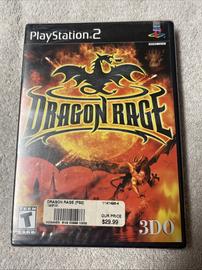 PlayStation 2
DRAGON RAGE
DRAGON RAGE (PS2)
OUR PRICE
$29.99
T
3DO